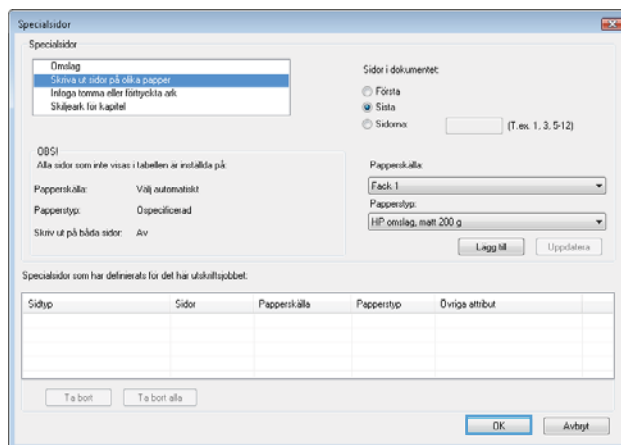 Specialsidor
Specialsidor
Omslag
Skriva ut sidor på olika papper
Infoga tomma eller förtryckta ark
Skiljeark för kapitel
Sidor i dokumentet:
Första
Sista
Sidorna:
(T.ex. 1, 3, 5-12)
OBS!
Alla sidor som inte visas i tabellen är inställda på:
Papperskälla: Välj automatiskt
Papperstyp: Ospecificerad
Skriv ut på båda sidor: Av
Papperskälla:
Fack 1
Papperstyp:
HP omslag, matt 200 g
Lägg till Uppdatera
Specialsidor som har definierats för det här utskriftsjobbet:
Sidtyp Sidor Papperskälla Papperstyp Övriga attribut
Ta bort Ta bort alla
OK Avbryt